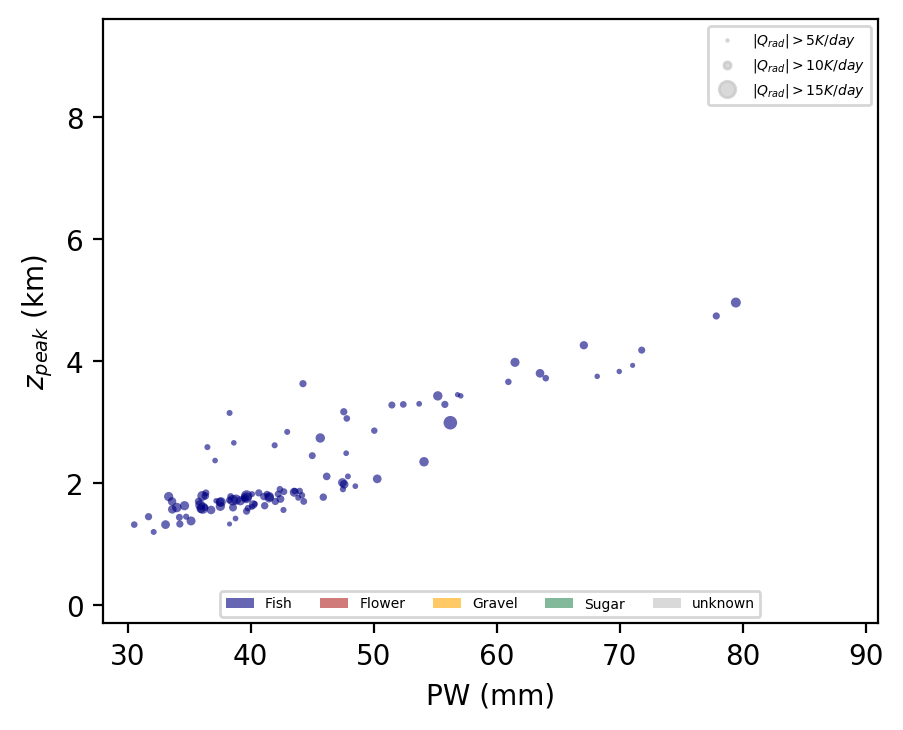 |Q_rad| > 5K/day
|Q_rad| > 10K/day
|Q_rad| > 15K/day
8
6
4
2
0
z_peak (km)
Fish Flower Gravel Sugar unknown
30 40 50 60 70 80 90
PW (mm)